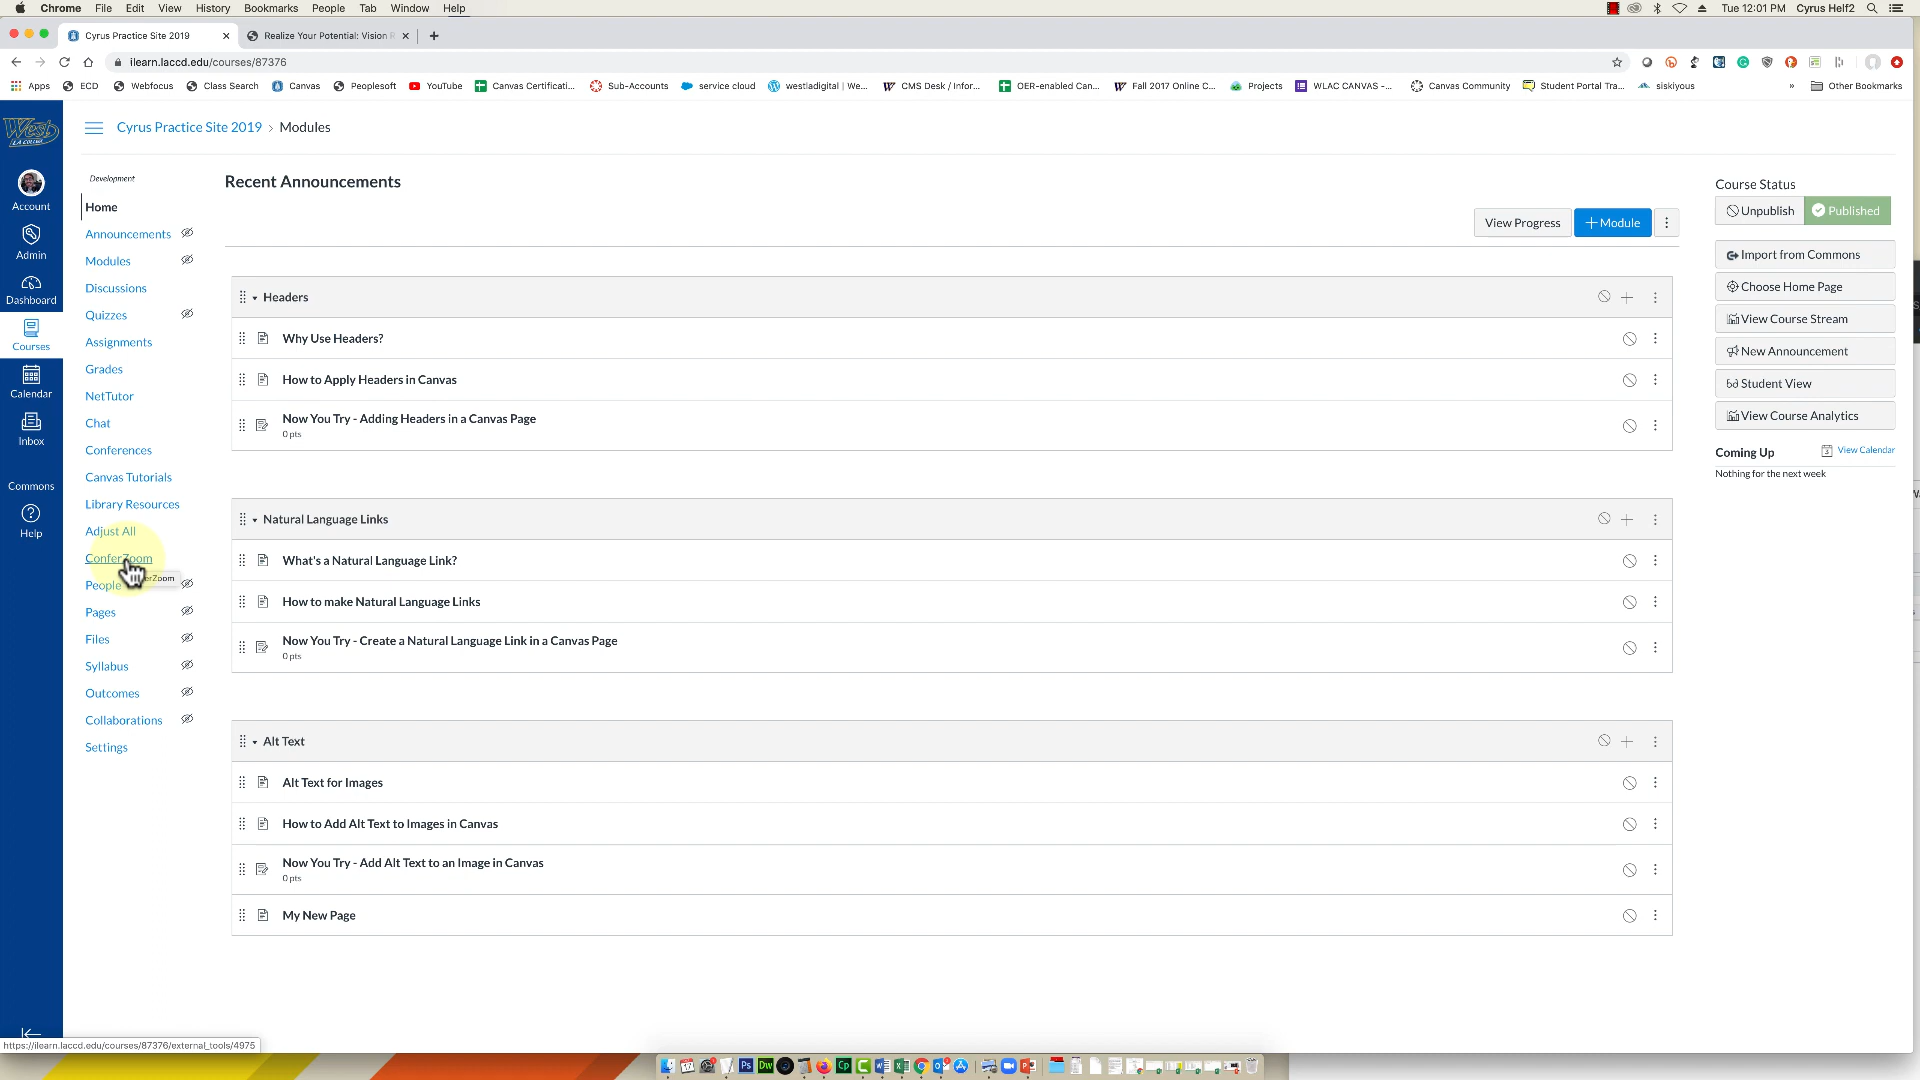 Chrome File Edit View History Bookmarks People Tab Window Help Tue 12:01 PM Cyrus Helf2
Cyrus Practice Site 2019 Realize Your Potential: Vision
ilearn.laccd.edu/courses/87376
Apps ECD Webfocus Class Search Canvas Peoplesoft YouTube Canvas Certificati... Sub-Accounts service cloud westladigital | We... CMS Desk / Infor... OER-enabled Can... Fall 2017 Online C... Projects WLAC CANVAS -... Canvas Community Student Portal Tra... siskiyous » Other Bookmarks
West
LA COLLEGE
Cyrus Practice Site 2019 > Modules
Account
Admin
Dashboard
Courses
Calendar
Inbox
Commons
Help
Development
Home
Announcements
Modules
Discussions
Quizzes
Assignments
Grades
NetTutor
Chat
Conferences
Canvas Tutorials
Library Resources
Adjust All
ConferZoom
People
Pages
Files
Syllabus
Outcomes
Collaborations
Settings
Recent Announcements
View Progress + Module
Headers
Why Use Headers?
How to Apply Headers in Canvas
Now You Try - Adding Headers in a Canvas Page
0 pts
Natural Language Links
What's a Natural Language Link?
How to make Natural Language Links
Now You Try - Create a Natural Language Link in a Canvas Page
0 pts
Alt Text
Alt Text for Images
How to Add Alt Text to Images in Canvas
Now You Try - Add Alt Text to an Image in Canvas
0 pts
My New Page
Course Status
Unpublish Published
Import from Commons
Choose Home Page
View Course Stream
New Announcement
Student View
View Course Analytics
Coming Up View Calendar
Nothing for the next week
https://ilearn.laccd.edu/courses/87376/external_tools/4975